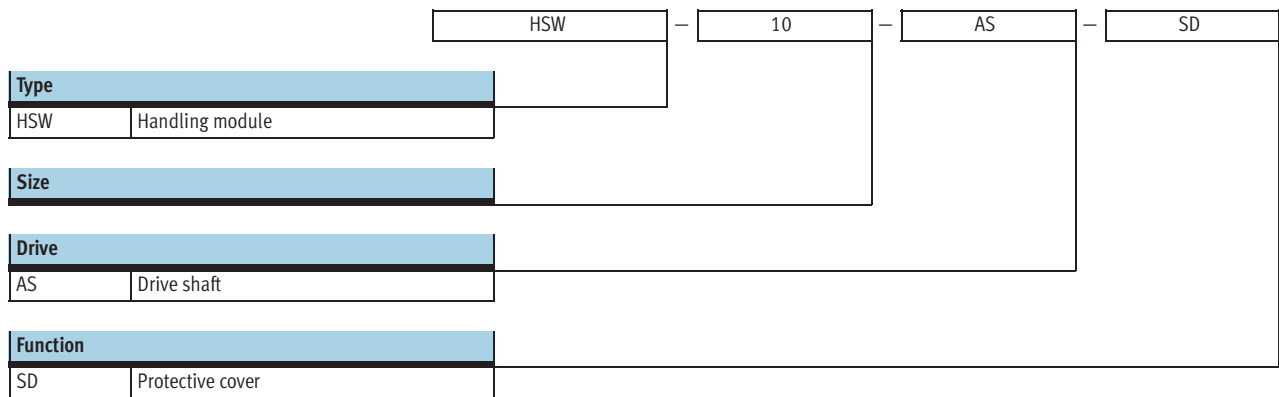 HSW – 10 – AS – SD
Type
HSW Handling module
Size
Drive
AS Drive shaft
Function
SD Protective cover